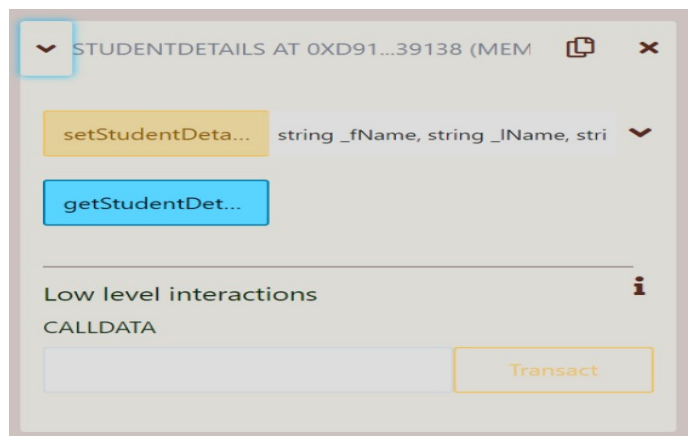 STUDENTDETAILS AT 0XD91...39138 (MEM
setStudentDeta... string _fName, string _lName, stri
getStudentDet...
Low level interactions
CALLDATA
Transact